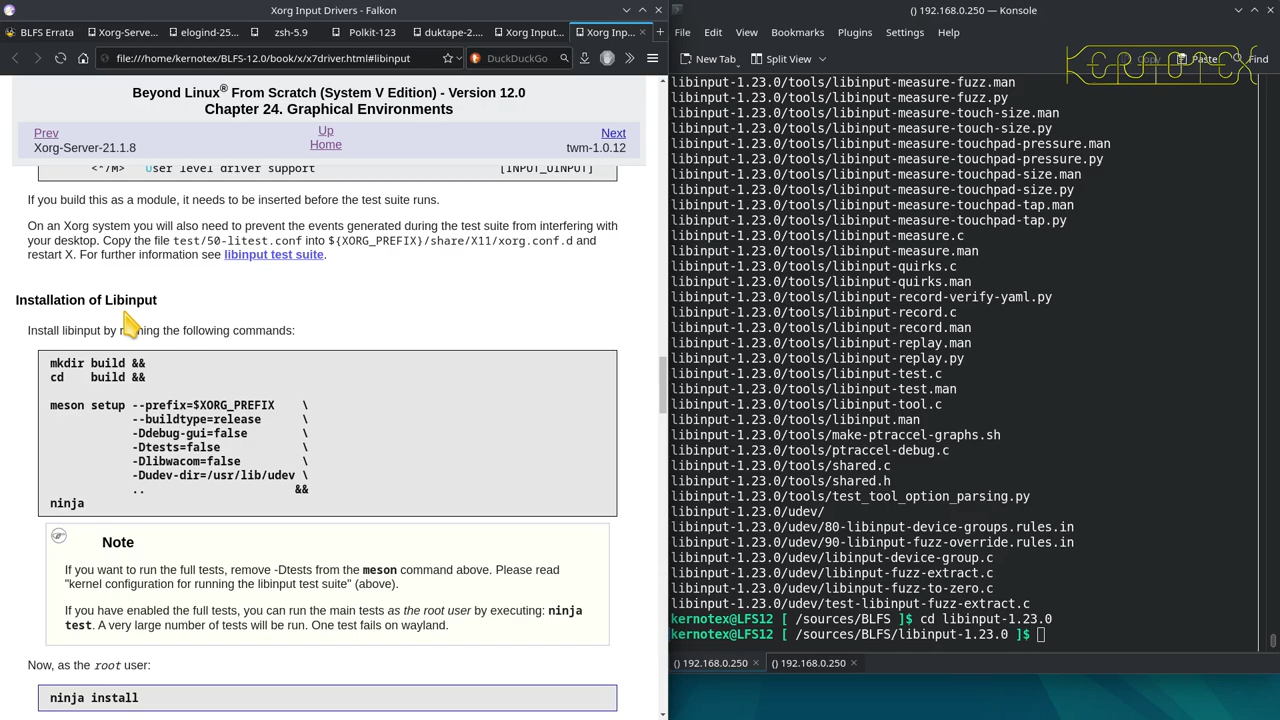 Xorg Input Drivers - Falkon
BLFS Errata
Xorg-Serve...
elogind-235...
zsh-5.9
Polkit-123
duktape-2....
Xorg Input...
Xorg Inp...
file:///home/kernotex/BLFS-12.0/book/x/x7driver.html#libinput
DuckDuckGo
Beyond Linux® From Scratch (System V Edition) - Version 12.0
Chapter 24. Graphical Environments
Prev
Up
Next
Xorg-Server-21.1.8
Home
twm-1.0.12
<*/M> User level driver support [INPUT_UINPUT]
If you build this as a module, it needs to be inserted before the test suite runs.
On an Xorg system you will also need to prevent the events generated during the test suite from interfering with
your desktop. Copy the file test/50-litest.conf into ${XORG_PREFIX}/share/X11/xorg.conf.d and
restart X. For further information see libinput test suite.
Installation of Libinput
Install libinput by running the following commands:
mkdir build &&
cd    build &&
meson setup --prefix=$XORG_PREFIX    \
--buildtype=release      \
-Ddebug-gui=false        \
-Dtests=false            \
-Dlibwacom=false         \
-Dudev-dir=/usr/lib/udev \
..                      &&
ninja
Note
If you want to run the full tests, remove -Dtests from the meson command above. Please read
"kernel configuration for running the libinput test suite" (above).
If you have enabled the full tests, you can run the main tests as the root user by executing: ninja
test. A very large number of tests will be run. One test fails on wayland.
Now, as the root user:
ninja install
() 192.168.0.250 — Konsole
File Edit View Bookmarks Plugins Settings Help
New Tab
Split View
Copy
Paste
Find
KERNOTEX
libinput-1.23.0/tools/libinput-measure-fuzz.man
libinput-1.23.0/tools/libinput-measure-fuzz.py
libinput-1.23.0/tools/libinput-measure-touch-size.man
libinput-1.23.0/tools/libinput-measure-touch-size.py
libinput-1.23.0/tools/libinput-measure-touchpad-pressure.man
libinput-1.23.0/tools/libinput-measure-touchpad-pressure.py
libinput-1.23.0/tools/libinput-measure-touchpad-size.man
libinput-1.23.0/tools/libinput-measure-touchpad-size.py
libinput-1.23.0/tools/libinput-measure-touchpad-tap.man
libinput-1.23.0/tools/libinput-measure-touchpad-tap.py
libinput-1.23.0/tools/libinput-measure.c
libinput-1.23.0/tools/libinput-measure.man
libinput-1.23.0/tools/libinput-quirks.c
libinput-1.23.0/tools/libinput-quirks.man
libinput-1.23.0/tools/libinput-record-verify-yaml.py
libinput-1.23.0/tools/libinput-record.c
libinput-1.23.0/tools/libinput-record.man
libinput-1.23.0/tools/libinput-replay.man
libinput-1.23.0/tools/libinput-replay.py
libinput-1.23.0/tools/libinput-test.c
libinput-1.23.0/tools/libinput-test.man
libinput-1.23.0/tools/libinput-tool.c
libinput-1.23.0/tools/libinput.man
libinput-1.23.0/tools/make-ptraccel-graphs.sh
libinput-1.23.0/tools/ptraccel-debug.c
libinput-1.23.0/tools/shared.c
libinput-1.23.0/tools/shared.h
libinput-1.23.0/tools/test_tool_option_parsing.py
libinput-1.23.0/udev/
libinput-1.23.0/udev/80-libinput-device-groups.rules.in
libinput-1.23.0/udev/90-libinput-fuzz-override.rules.in
libinput-1.23.0/udev/libinput-device-group.c
libinput-1.23.0/udev/libinput-fuzz-extract.c
libinput-1.23.0/udev/libinput-fuzz-to-zero.c
libinput-1.23.0/udev/test-libinput-fuzz-extract.c
kernotex@LFS12 [ /sources/BLFS ]$ cd libinput-1.23.0
kernotex@LFS12 [ /sources/BLFS/libinput-1.23.0 ]$
() 192.168.0.250
() 192.168.0.250